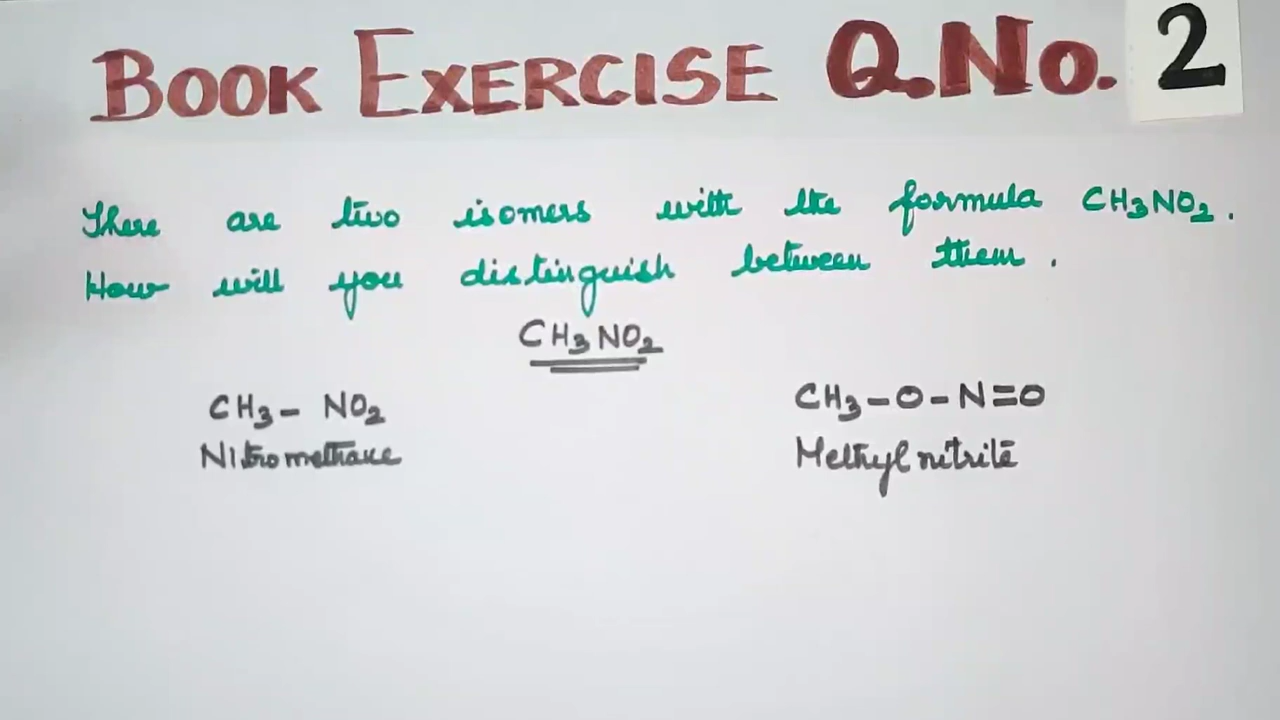 BOOK EXERCISE Q.NO. 2
There are two isomers with the formula CH₃NO₂.
How will you distinguish between them.
CH₃NO₂
CH₃– NO₂
Nitromethane
CH₃–O–N=O
Methyl nitrite